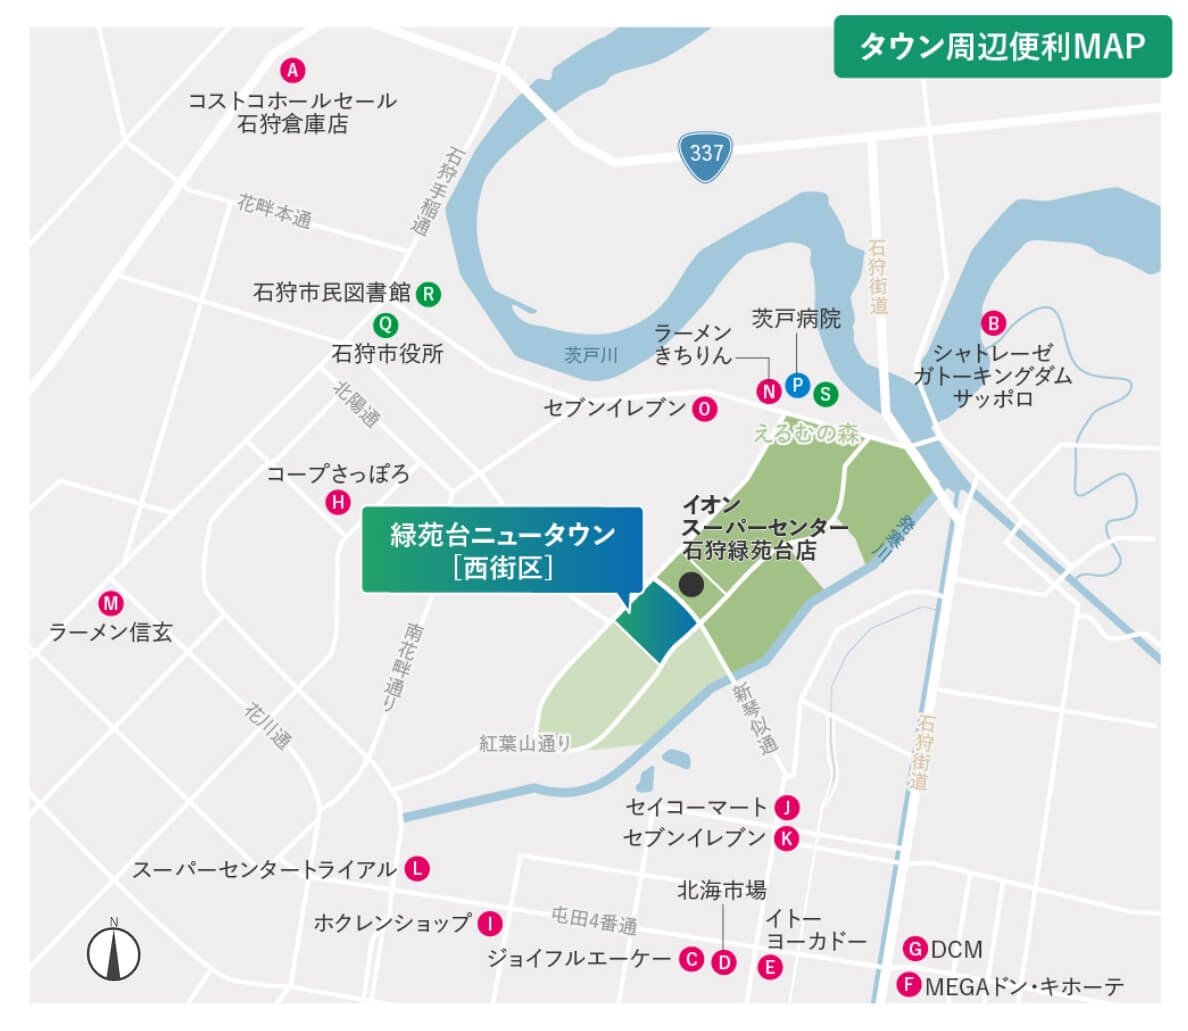 タウン周辺便利MAP
A
コストコホールセール
石狩倉庫店
337
石狩手稲通
花畔本通
石狩街道
石狩市民図書館 R
Q
石狩市役所
茨戸川
ラーメン
きちりん
茨戸病院
B
シャトレーゼ
ガトーキングダム
サッポロ
N
P
S
セブンイレブン O
北陽通
えるむの森
コープさっぽろ
H
イオン
スーパーセンター
石狩緑苑台店
緑苑台ニュータウン
[西街区]
発寒川
M
ラーメン信玄
南花畔通り
花川通
新琴似通
紅葉山通り
石狩街道
セイコーマート J
セブンイレブン K
スーパーセンタートライアル L
北海市場
ホクレンショップ I
屯田4番通
イトー
ヨーカドー
ジョイフルエーケー C
D
E
G DCM
F MEGAドン・キホーテ
N